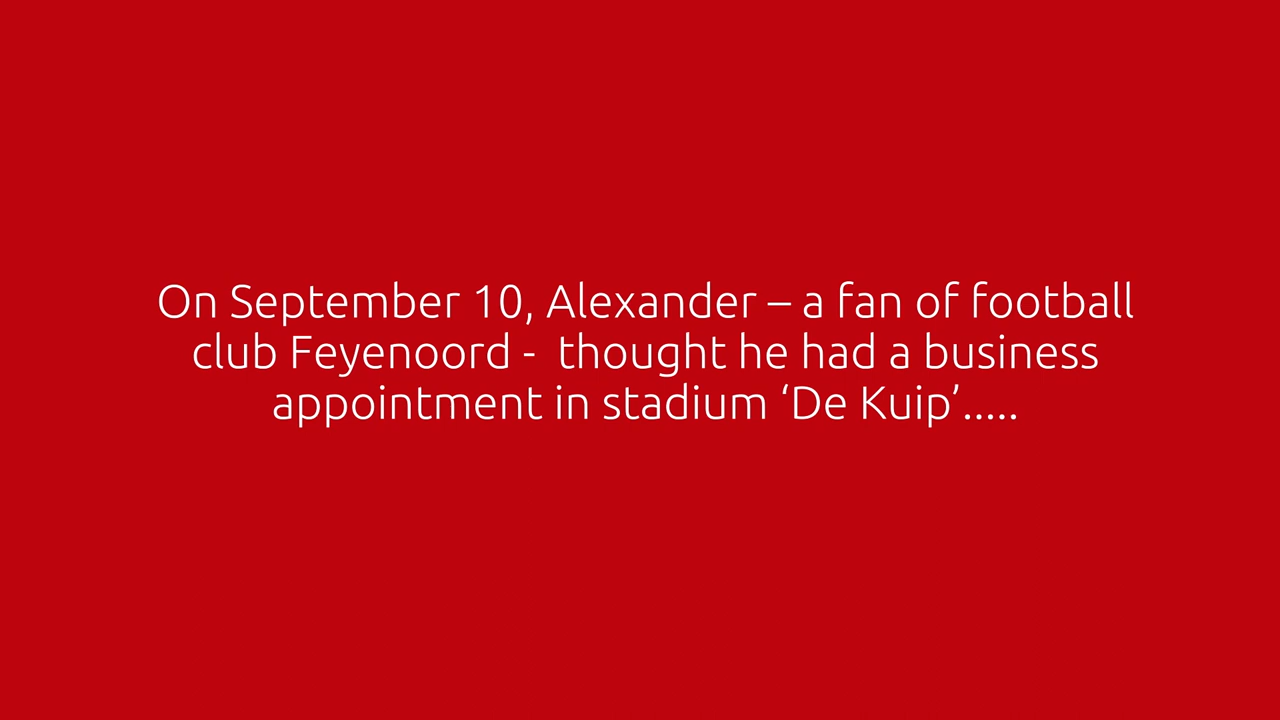 On September 10, Alexander – a fan of football
club Feyenoord -  thought he had a business
appointment in stadium ‘De Kuip’.....